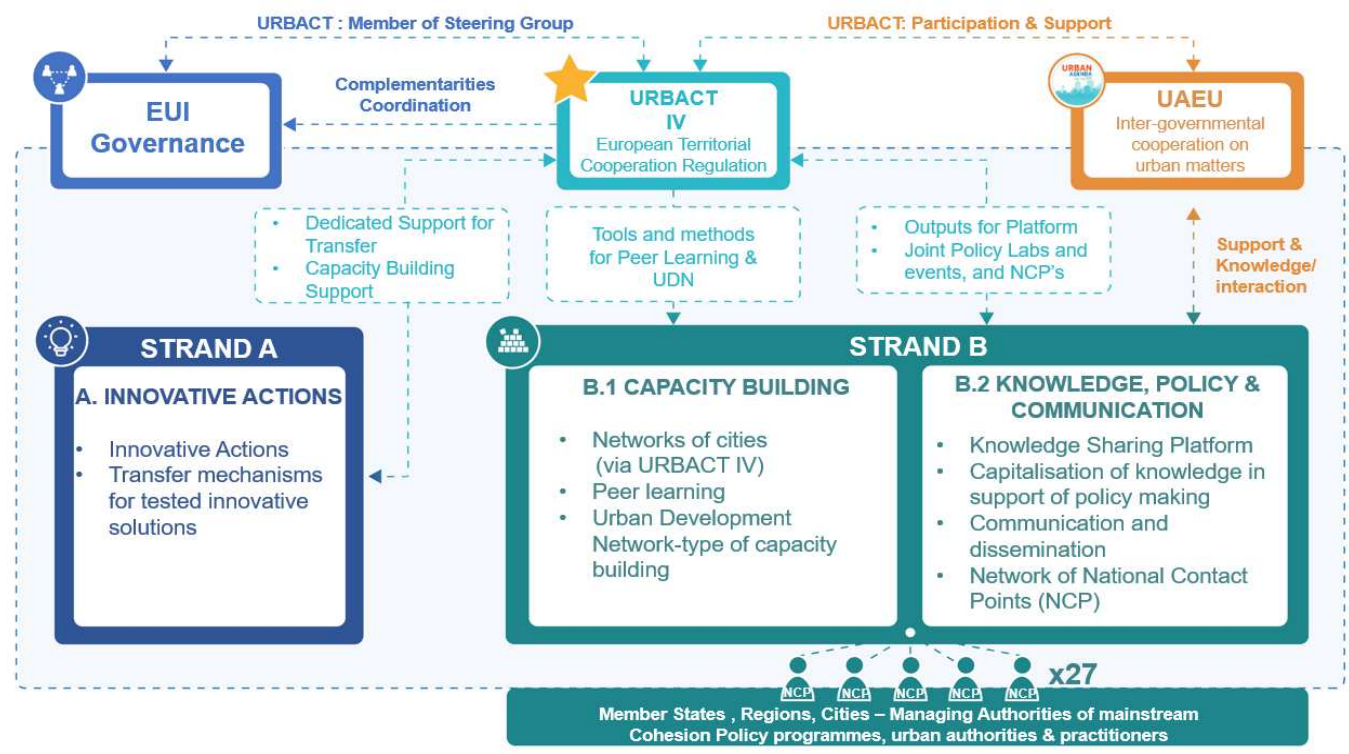 URBACT : Member of Steering Group
URBACT: Participation & Support
EUI
Governance
Complementarities
Coordination
URBACT
IV
European Territorial
Cooperation Regulation
URBAN
AGENDA
UAEU
Inter-governmental
cooperation on
urban matters
• Dedicated Support for
Transfer
• Capacity Building
Support
Tools and methods
for Peer Learning &
UDN
• Outputs for Platform
• Joint Policy Labs and
events, and NCP's
Support &
Knowledge/
interaction
STRAND A
A. INNOVATIVE ACTIONS
• Innovative Actions
• Transfer mechanisms
for tested innovative
solutions
STRAND B
B.1 CAPACITY BUILDING
• Networks of cities
(via URBACT IV)
• Peer learning
• Urban Development
Network-type of capacity
building
B.2 KNOWLEDGE, POLICY &
COMMUNICATION
• Knowledge Sharing Platform
• Capitalisation of knowledge in
support of policy making
• Communication and
dissemination
• Network of National Contact
Points (NCP)
NCP NCP NCP NCP NCP x27
Member States , Regions, Cities – Managing Authorities of mainstream
Cohesion Policy programmes, urban authorities & practitioners